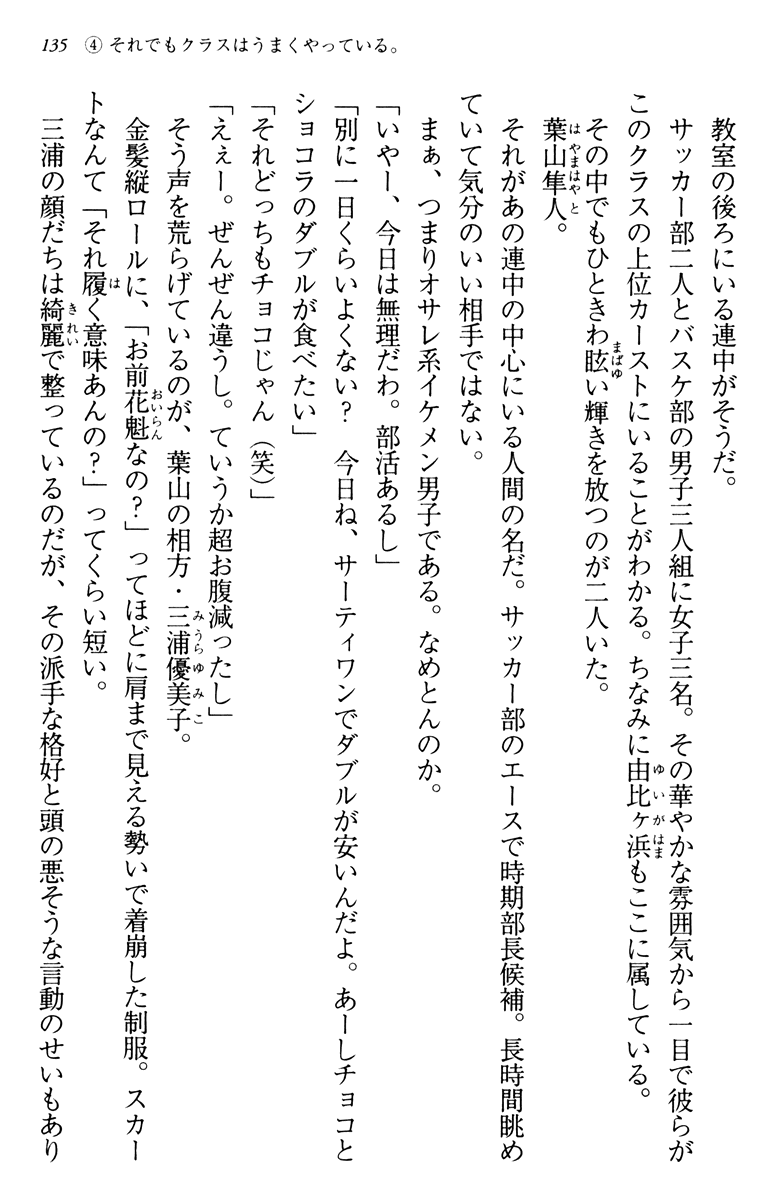 135 ④ それでもクラスはうまくやっている。
教室の後ろにいる連中がそうだ。
サッカー部二人とバスケ部の男子三人組に女子三名。その華やかな雰囲気から一目で彼らが
このクラスの上位カーストにいることがわかる。ちなみに由比ヶ浜もここに属している。
その中でもひときわ眩い輝きを放つのが二人いた。
葉山隼人。
それがあの連中の中心にいる人間の名だ。サッカー部のエースで時期部長候補。長時間眺め
ていて気分のいい相手ではない。
まぁ、つまりオサレ系イケメン男子である。なめとんのか。
「いやー、今日は無理だわ。部活あるし」
「別に一日くらいよくない？　今日ね、サーティワンでダブルが安いんだよ。あーしチョコと
ショコラのダブルが食べたい」
「それどっちもチョコじゃん（笑）」
「えぇー。ぜんぜん違うし。ていうか超お腹減ったし」
そう声を荒らげているのが、葉山の相方・三浦優美子。
金髪縦ロールに、「お前花魁なの？」ってほどに肩まで見える勢いで着崩した制服。スカー
トなんて「それ履く意味あんの？」ってくらい短い。
三浦の顔だちは綺麗で整っているのだが、その派手な格好と頭の悪そうな言動のせいもあり